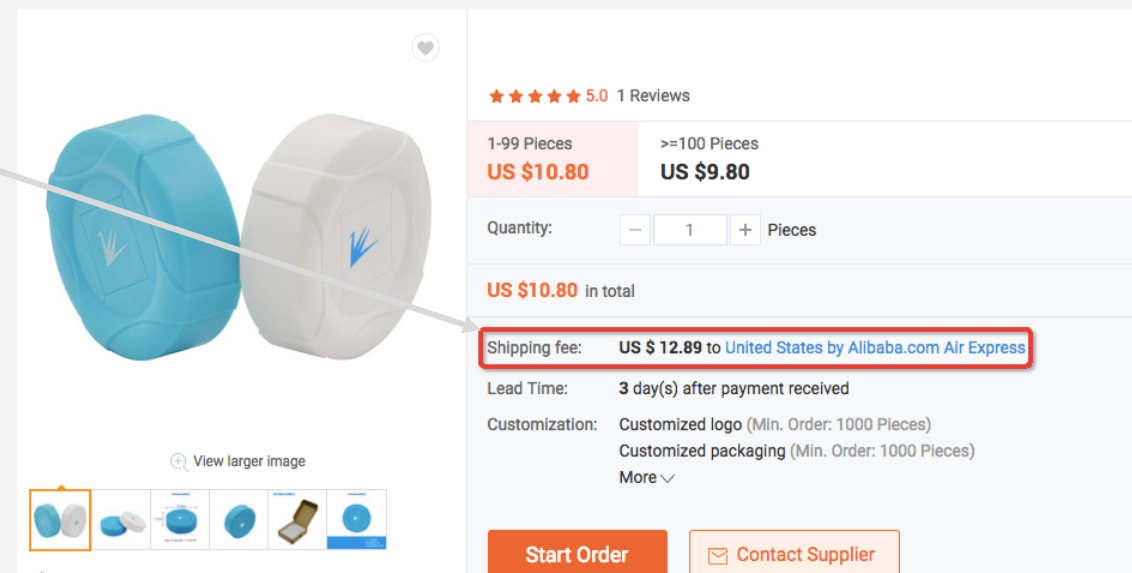 5.0 1 Reviews
1-99 Pieces
US $10.80
>=100 Pieces
US $9.80
Quantity: − 1 + Pieces
US $10.80 in total
Shipping fee: US $ 12.89 to United States by Alibaba.com Air Express
Lead Time: 3 day(s) after payment received
Customization: Customized logo (Min. Order: 1000 Pieces)
Customized packaging (Min. Order: 1000 Pieces)
More
View larger image
Start Order
Contact Supplier